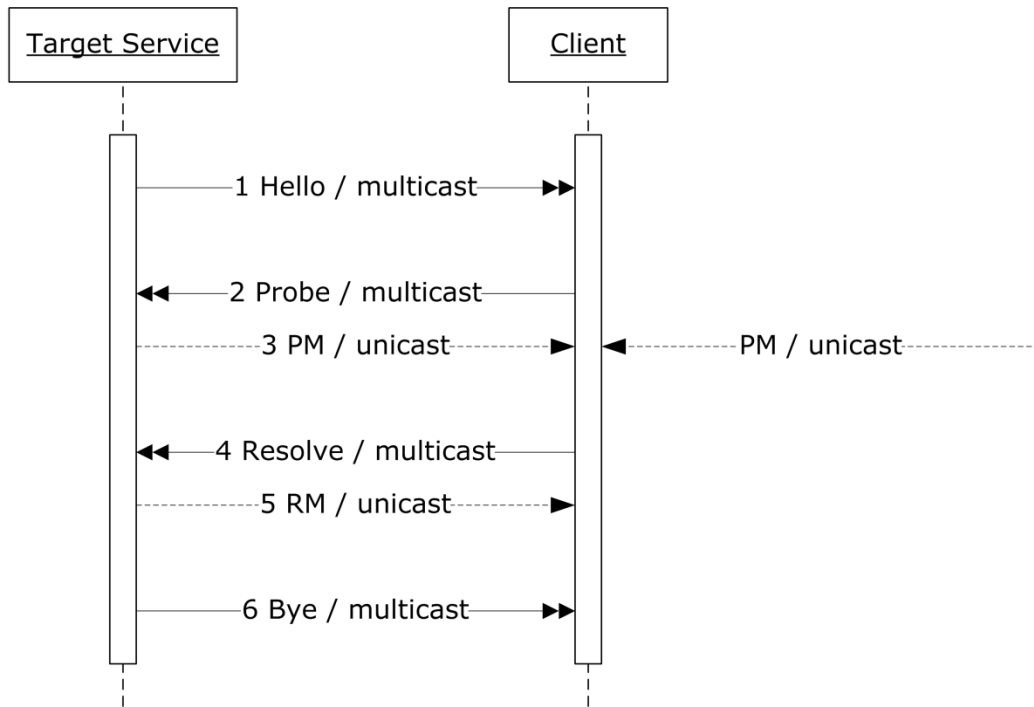 Target Service
Client
1 Hello / multicast
2 Probe / multicast
3 PM / unicast
PM / unicast
4 Resolve / multicast
5 RM / unicast
6 Bye / multicast